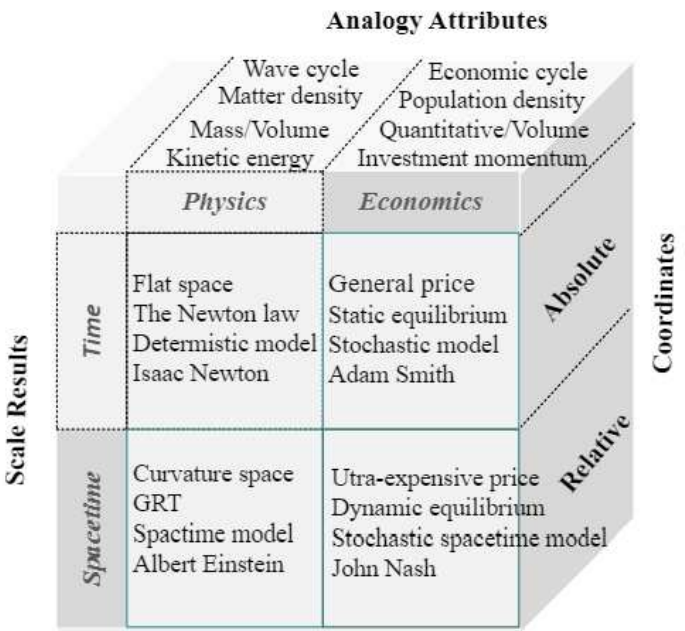 Analogy Attributes
Wave cycle
Matter density
Mass/Volume
Kinetic energy
Economic cycle
Population density
Quantitative/Volume
Investment momentum
Physics
Economics
Scale Results
Time
Flat space
The Newton law
Determistic model
Isaac Newton
General price
Static equilibrium
Stochastic model
Adam Smith
Absolute
Coordinates
Spacetime
Curvature space
GRT
Spactime model
Albert Einstein
Utra-expensive price
Dynamic equilibrium
Stochastic spacetime model
John Nash
Relative